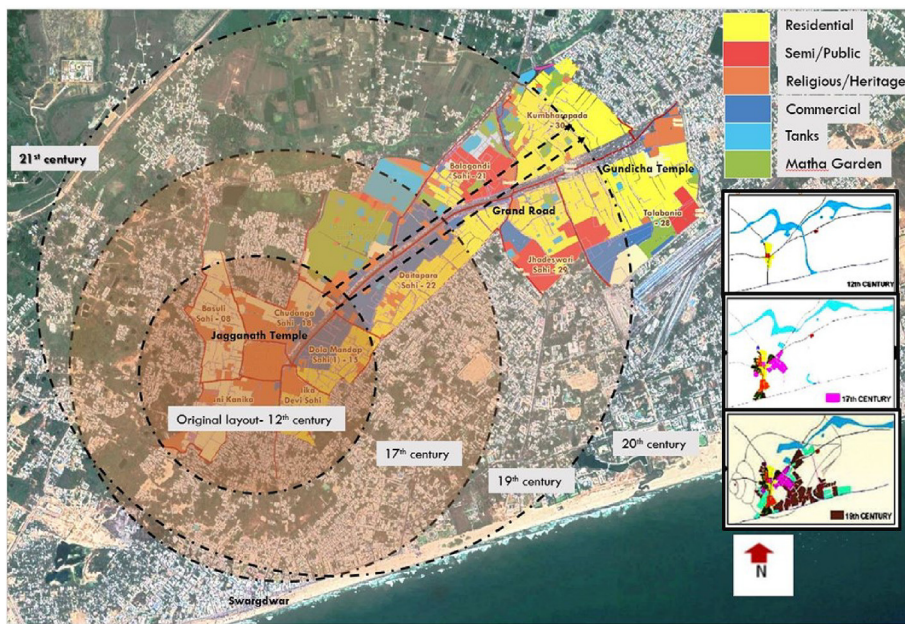 Residential
Semi/Public
Religious/Heritage
Commercial
Tanks
Matha Garden
21st century
Kumbharapada
- 30
Balagandi
Sahi - 21
Gundicha Temple
Grand Road
Talabania
- 28
Jhadeswari
Sahi - 29
Daitapara
Sahi - 22
Basuli
Sahi - 08
Chudanga
Sahi - 18
Jagganath Temple
Dola Mandap
Sahi(1) - 15
Devi Sahi
Original layout- 12th century
17th century
19th century
20th century
Swargdwar
12TH CENTURY
17th CENTURY
19th CENTURY
N